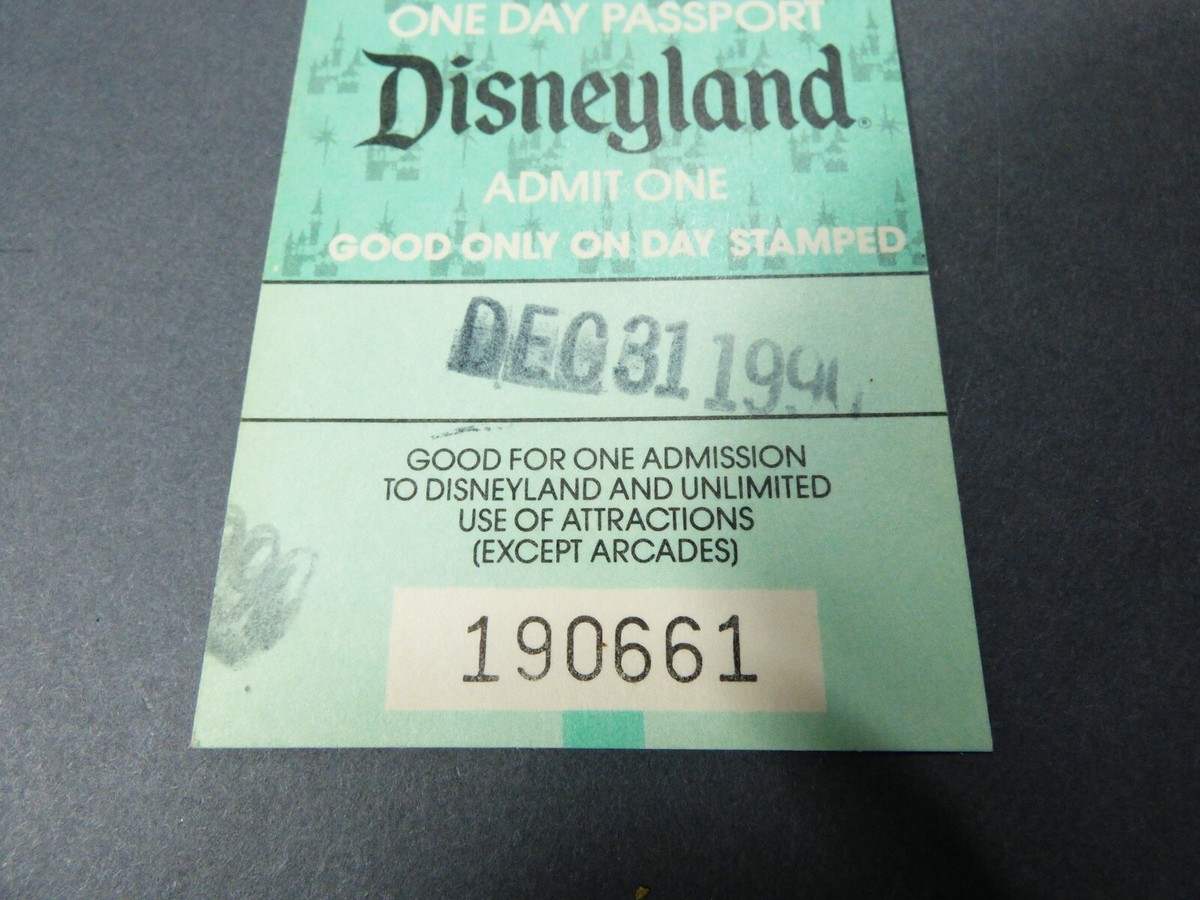 ONE DAY PASSPORT
Disneyland®
ADMIT ONE
GOOD ONLY ON DAY STAMPED
DEC 31
GOOD FOR ONE ADMISSION
TO DISNEYLAND AND UNLIMITED
USE OF ATTRACTIONS
(EXCEPT ARCADES)
190661